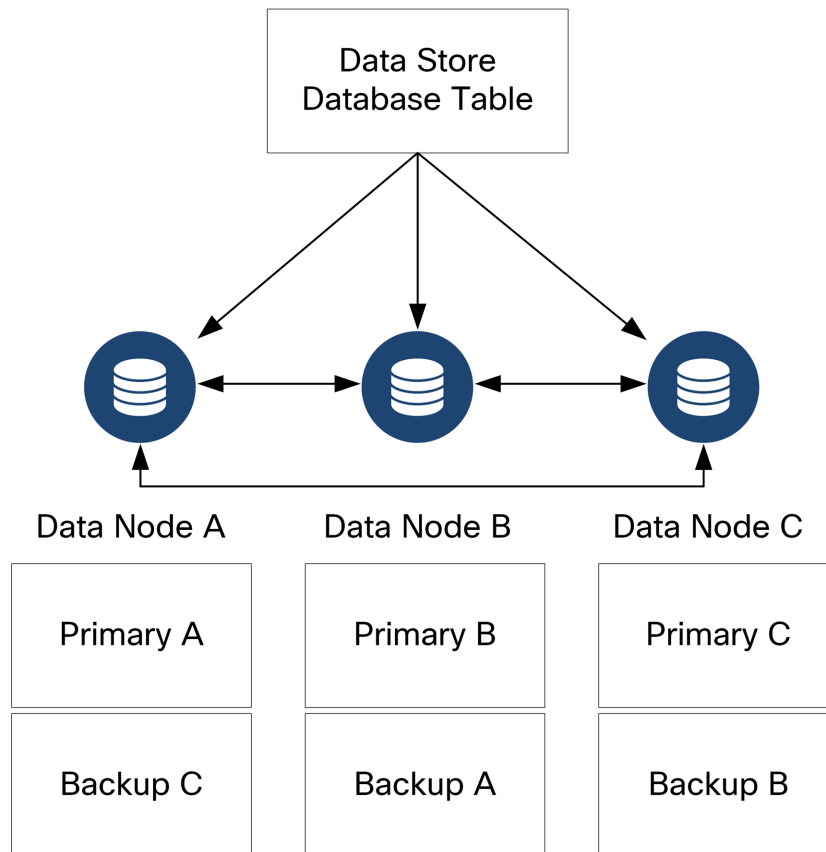 Data Store
Database Table
Data Node A
Data Node B
Data Node C
Primary A
Primary B
Primary C
Backup C
Backup A
Backup B